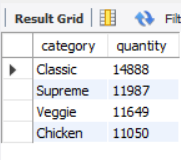 Result Grid Filt
category quantity
Classic 14888
Supreme 11987
Veggie 11649
Chicken 11050